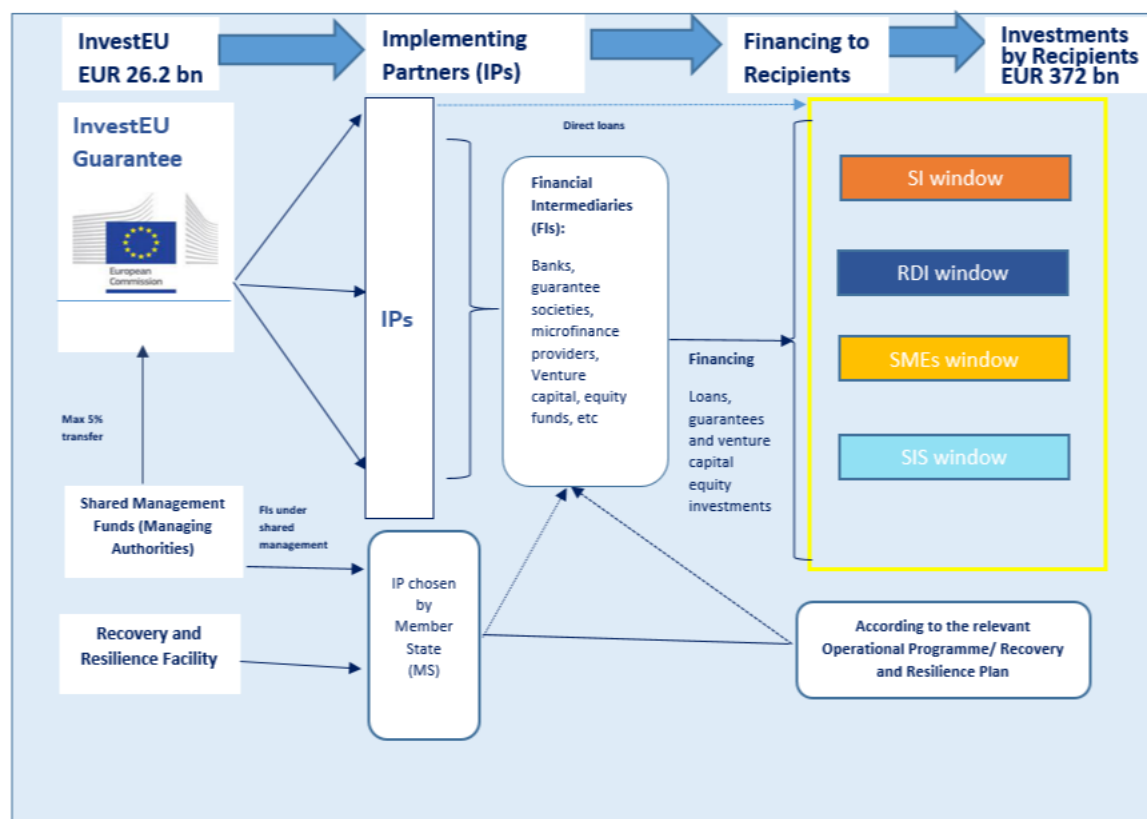 InvestEU
EUR 26.2 bn
Implementing
Partners (IPs)
Financing to
Recipients
Investments
by Recipients
EUR 372 bn
InvestEU
Guarantee
European
Commission
Max 5%
transfer
Shared Management
Funds (Managing
Authorities)
FIs under
shared
management
Recovery and
Resilience Facility
IPs
IP chosen
by
Member
State
(MS)
Direct loans
Financial
Intermediaries
(FIs):
Banks,
guarantee
societies,
microfinance
providers,
Venture
capital, equity
funds, etc
Financing
Loans,
guarantees
and venture
capital
equity
investments
SI window
RDI window
SMEs window
SIS window
According to the relevant
Operational Programme/ Recovery
and Resilience Plan